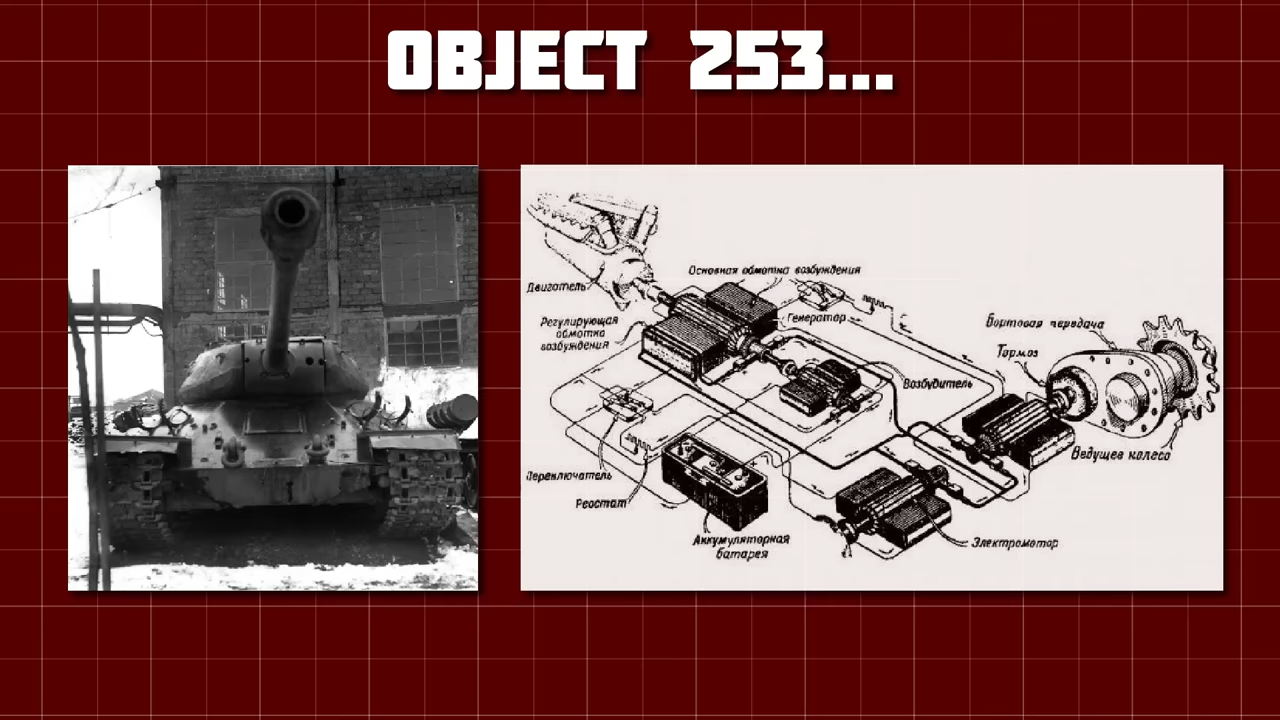 OBJECT 253...
Основная обмотка возбуждения
Двигатель
Генератор
Регулирующая
обмотка
возбуждения
Бортовая передача
Тормоз
Возбудитель
Ведущее колесо
Переключатель
Реостат
Аккумуляторная
батарея
Электромотор